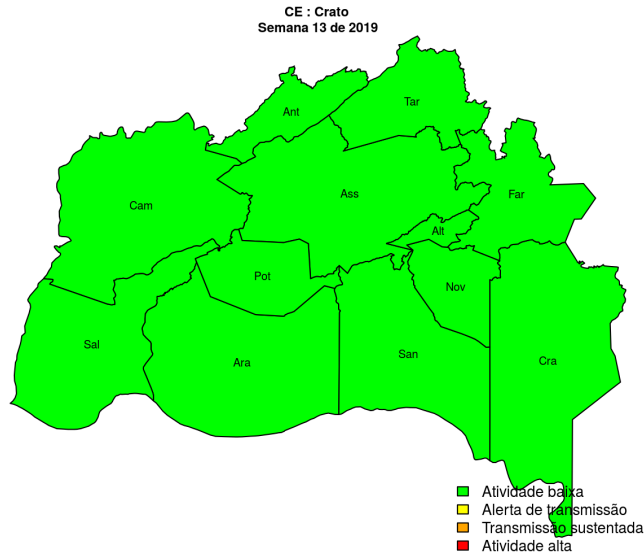 CE : Crato
Semana 13 de 2019
Tar
Ant
Ass
Far
Cam
Alt
Pot
Nov
Sal
San
Ara
Cra
Atividade baixa
Alerta de transmissão
Transmissão sustentada
Atividade alta